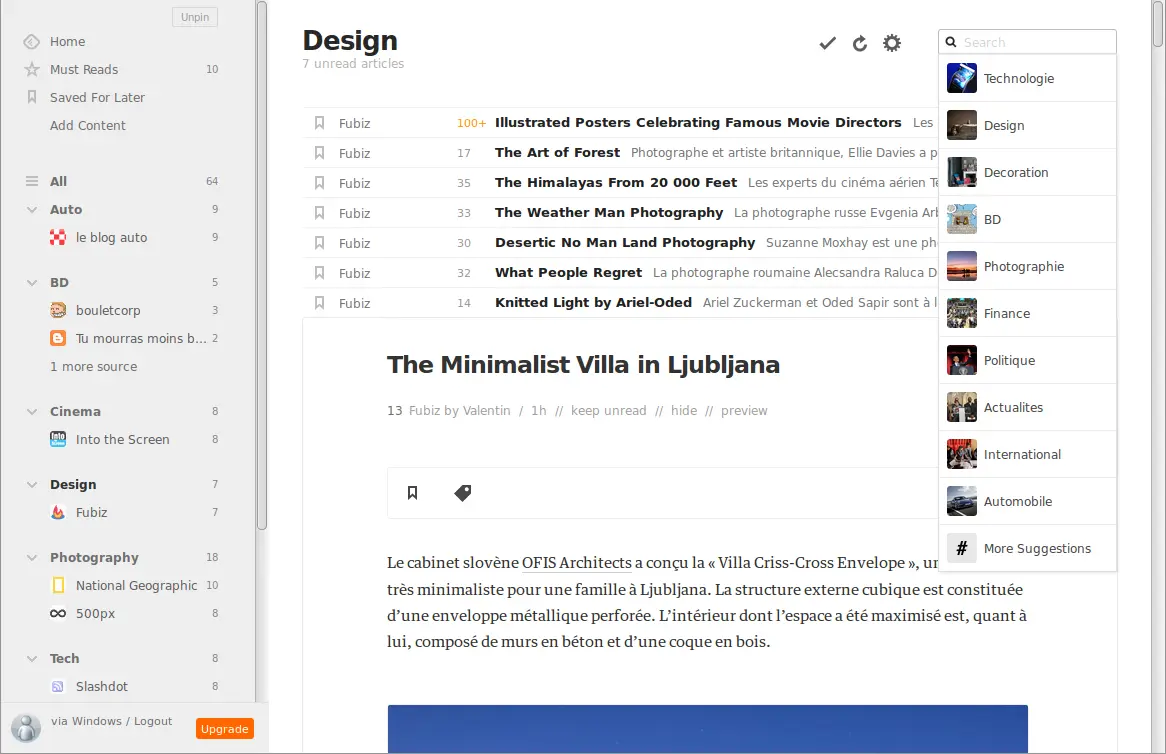 Unpin
Home
Must Reads 10
Saved For Later
Add Content
All 64
Auto 9
le blog auto 9
BD 5
bouletcorp 3
Tu mourras moins b... 2
1 more source
Cinema 8
Into the Screen 8
Design 7
Fubiz 7
Photography 18
National Geographic 10
500px 8
Tech 8
Slashdot 8
via Windows / Logout
Upgrade
Design
7 unread articles
Search
Fubiz 100+ Illustrated Posters Celebrating Famous Movie Directors Les
Fubiz 17 The Art of Forest Photographe et artiste britannique, Ellie Davies a p
Fubiz 35 The Himalayas From 20 000 Feet Les experts du cinéma aérien
Fubiz 33 The Weather Man Photography La photographe russe Evgenia
Fubiz 30 Desertic No Man Land Photography Suzanne Moxhay est une
Fubiz 32 What People Regret La photographe roumaine Alecsandra Raluca
Fubiz 14 Knitted Light by Ariel-Oded Ariel Zuckerman et Oded Sapir sont à
The Minimalist Villa in Ljubljana
13 Fubiz by Valentin / 1h // keep unread // hide // preview
Le cabinet slovène OFIS Architects a conçu la « Villa Criss-Cross Envelope »,
très minimaliste pour une famille à Ljubljana. La structure externe cubique est constituée
d’une enveloppe métallique perforée. L’intérieur dont l’espace a été maximisé est, quant à
lui, composé de murs en béton et d’une coque en bois.
Technologie
Design
Decoration
BD
Photographie
Finance
Politique
Actualites
International
Automobile
# More Suggestions